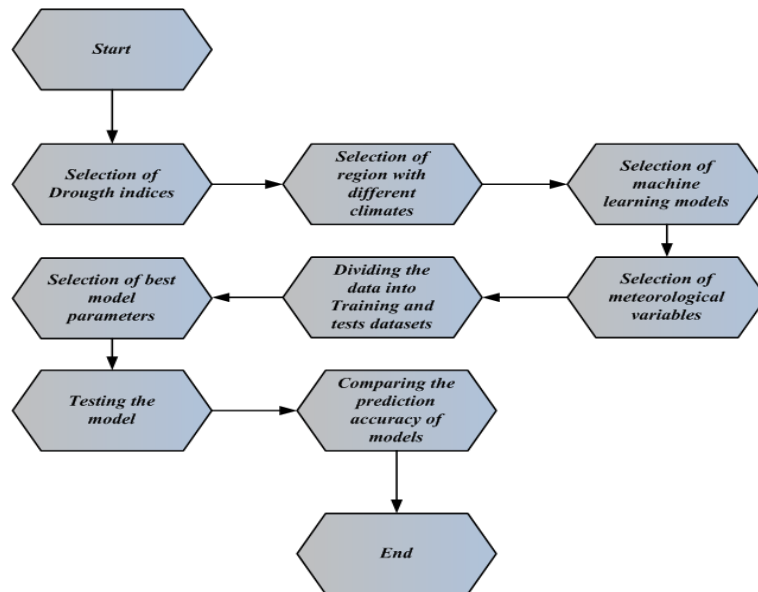 Start
Selection of
Drougth indices
Selection of
region with
different
climates
Selection of
machine
learning models
Selection of
meteorological
variables
Dividing the
data into
Training and
tests datasets
Selection of best
model
parameters
Testing the
model
Comparing the
prediction
accuracy of
models
End